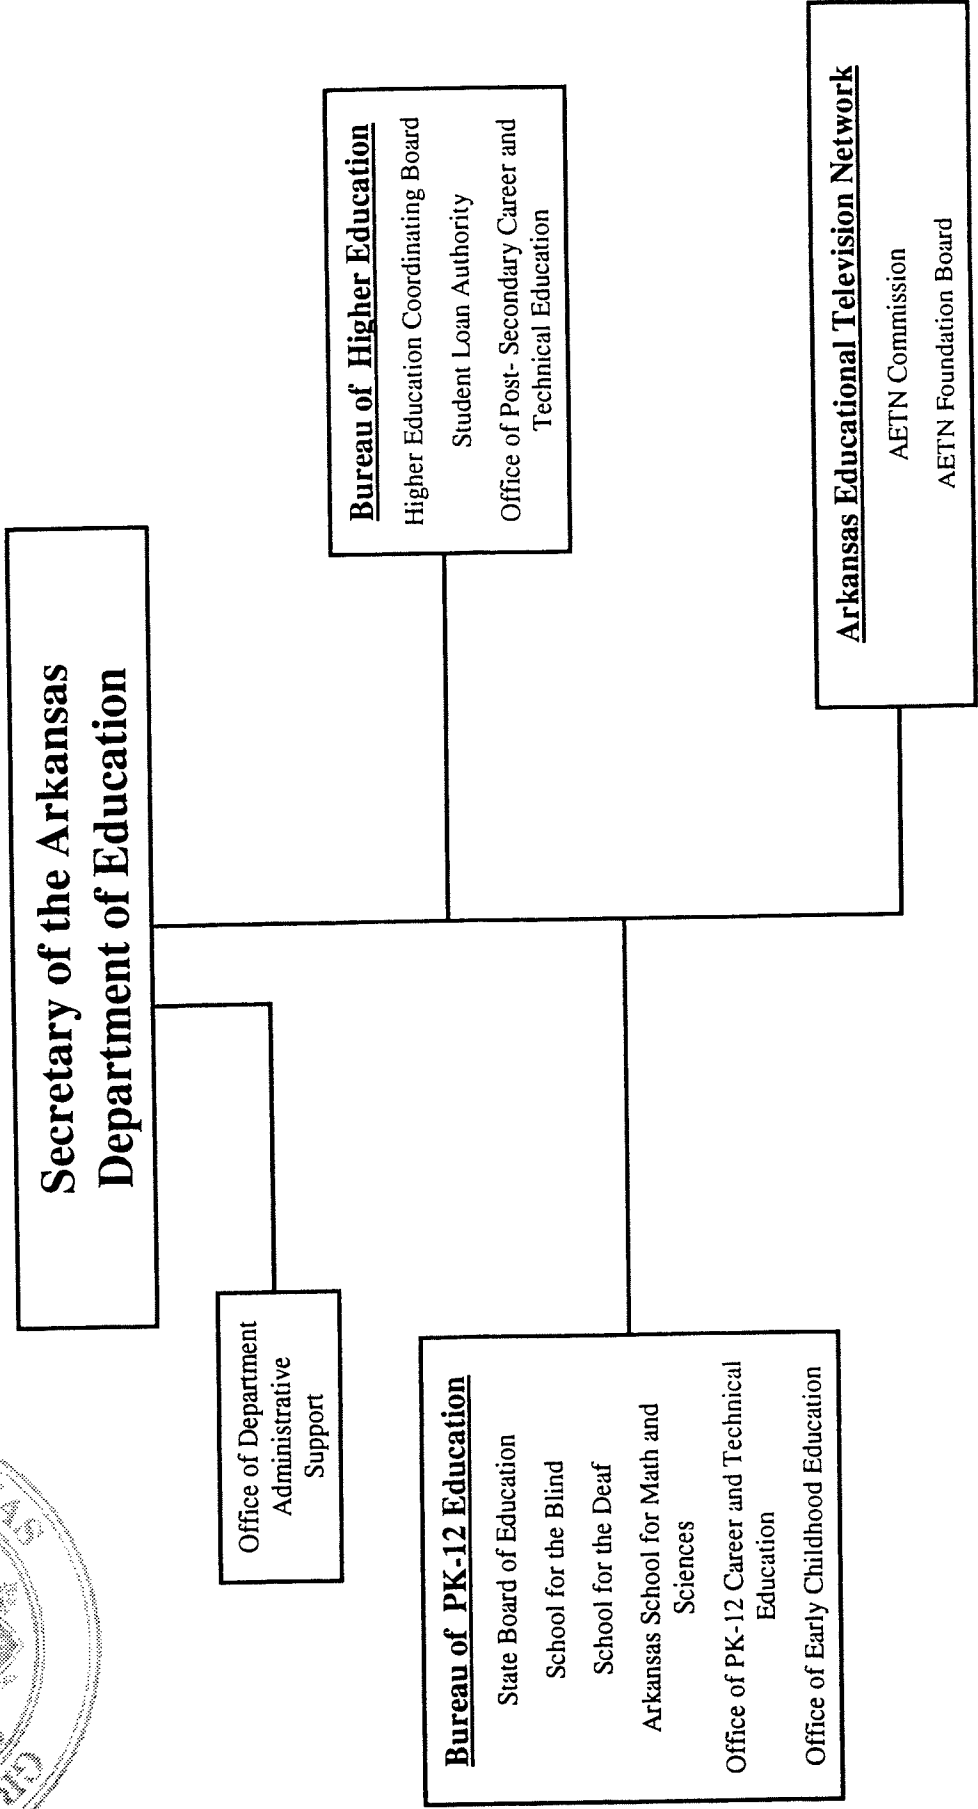 Secretary of the Arkansas
Department of Education
Office of Department
Administrative
Support
Bureau of Higher Education
Higher Education Coordinating Board
Student Loan Authority
Office of Post- Secondary Career and
Technical Education
Bureau of PK-12 Education
State Board of Education
School for the Blind
School for the Deaf
Arkansas School for Math and
Sciences
Office of PK-12 Career and Technical
Education
Office of Early Childhood Education
Arkansas Educational Television Network
AETN Commission
AETN Foundation Board